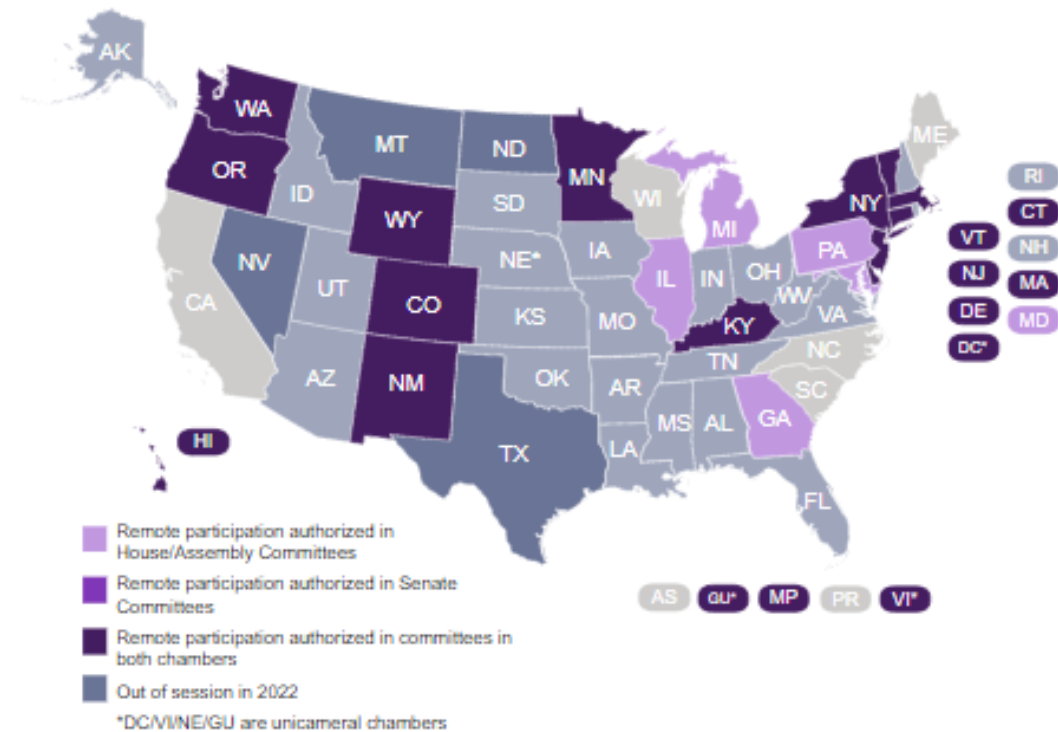 AK
WA
ME
MT
ND
OR
MN
RI
ID
SD
WI
NY
CT
WY
MI
VT
NH
NV
NE*
IA
PA
NJ
MA
UT
CO
IL
IN
OH
WV
DE
MD
CA
KS
MO
VA
KY
DC*
AZ
NM
OK
TN
NC
AR
SC
MS
AL
GA
HI
TX
LA
FL
Remote participation authorized in
House/Assembly Committees
Remote participation authorized in Senate
Committees
AS
GU*
MP
PR
VI*
Remote participation authorized in committees in
both chambers
Out of session in 2022
*DC/VI/NE/GU are unicameral chambers